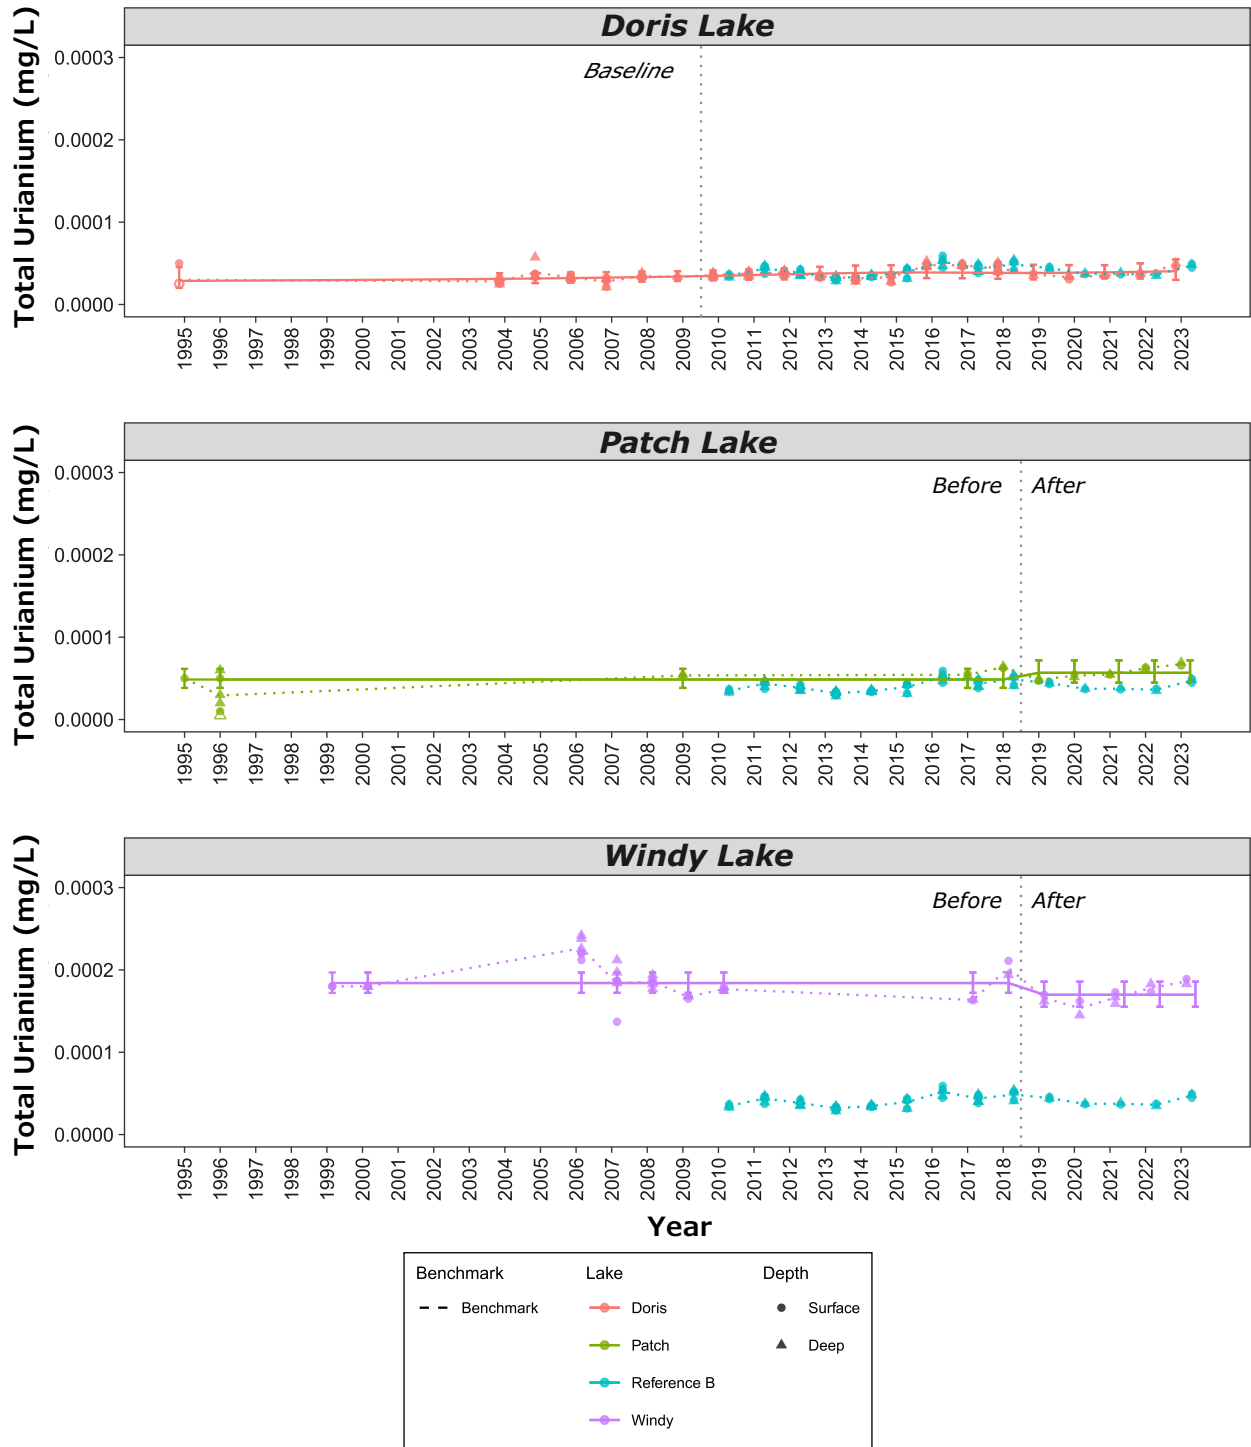 Doris Lake
Total Urianium (mg/L)
0.0003
0.0002
0.0001
0.0000
Baseline
1995 1996 1997 1998 1999 2000 2001 2002 2003 2004 2005 2006 2007 2008 2009 2010 2011 2012 2013 2014 2015 2016 2017 2018 2019 2020 2021 2022 2023
Patch Lake
Total Urianium (mg/L)
0.0003
0.0002
0.0001
0.0000
Before After
1995 1996 1997 1998 1999 2000 2001 2002 2003 2004 2005 2006 2007 2008 2009 2010 2011 2012 2013 2014 2015 2016 2017 2018 2019 2020 2021 2022 2023
Windy Lake
Total Urianium (mg/L)
0.0003
0.0002
0.0001
0.0000
Before After
1995 1996 1997 1998 1999 2000 2001 2002 2003 2004 2005 2006 2007 2008 2009 2010 2011 2012 2013 2014 2015 2016 2017 2018 2019 2020 2021 2022 2023
Year
Benchmark
Benchmark
Lake
Doris
Patch
Reference B
Windy
Depth
Surface
Deep